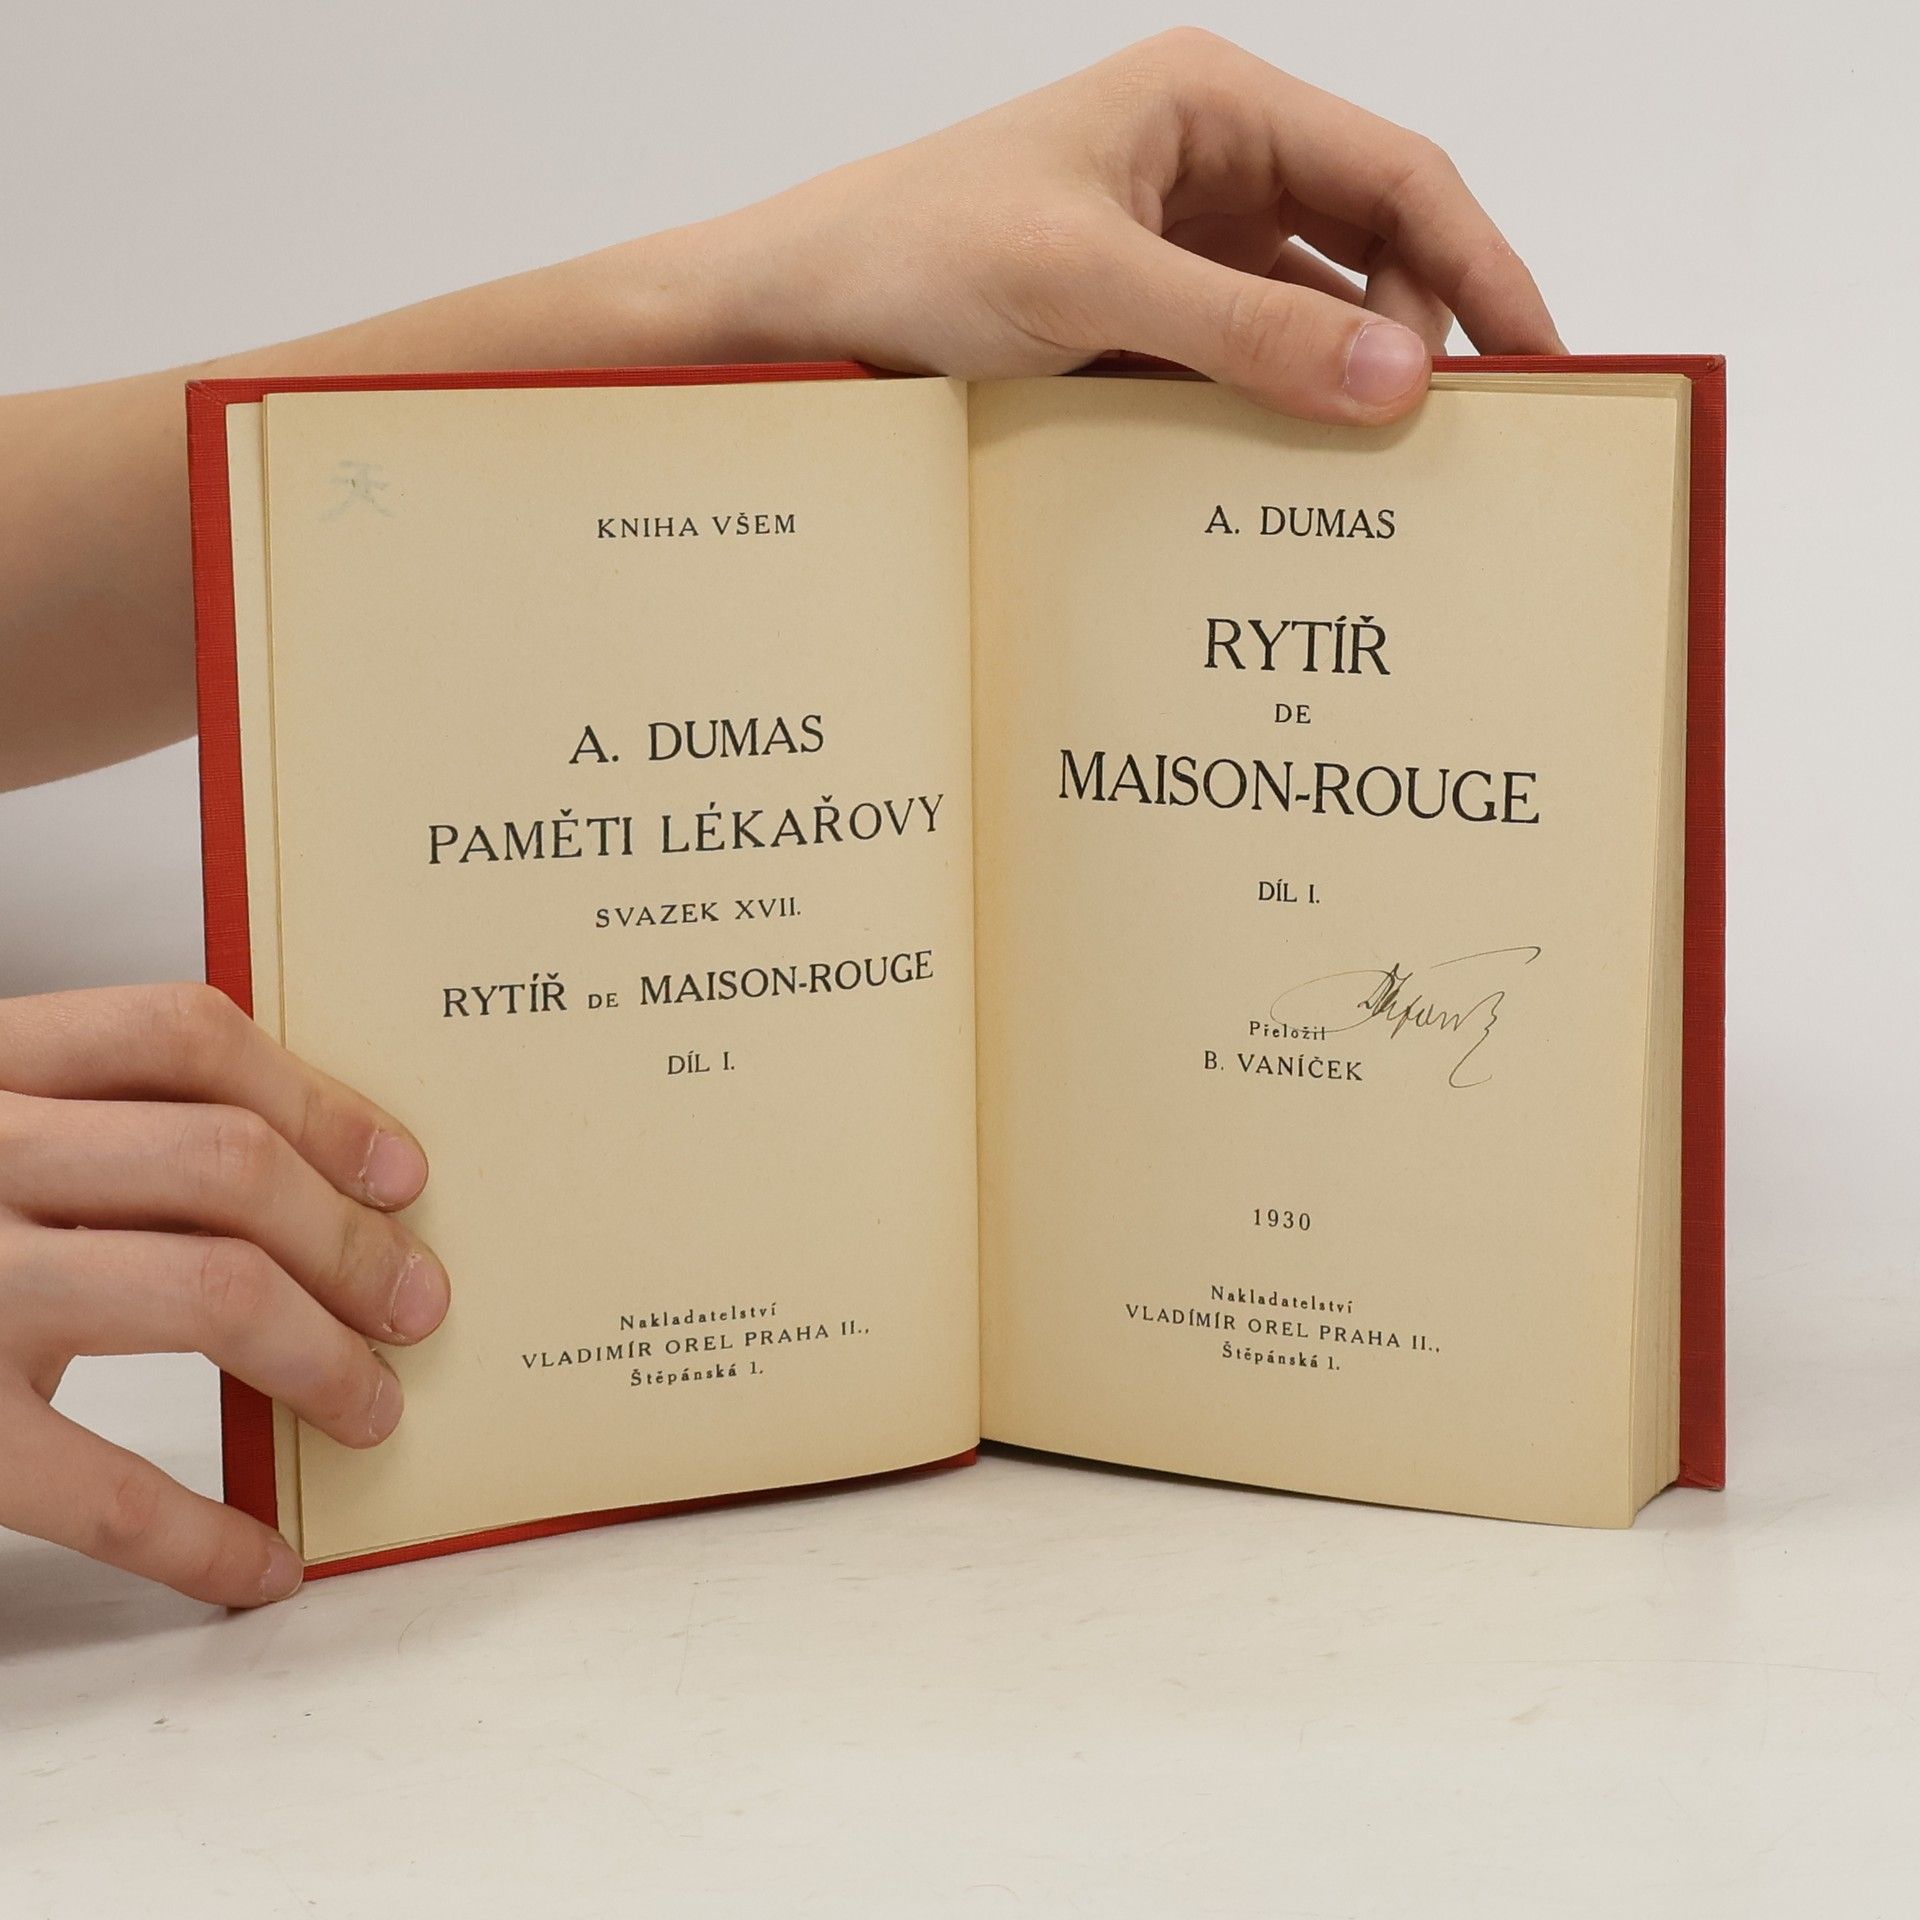 KNIHA VŠEM
A. DUMAS
PAMĚTI LÉKAŘOVY
SVAZEK XVII.
RYTÍŘ DE MAISON-ROUGE
DÍL I.
Nakladatelství
VLADIMÍR OREL PRAHA II.,
Štěpánská 1.
A. DUMAS
RYTÍŘ
DE
MAISON-ROUGE
DÍL I.
Přeložil
B. VANÍČEK
1930
Nakladatelství
VLADÍMÍR OREL PRAHA II.,
Štěpánská 1.